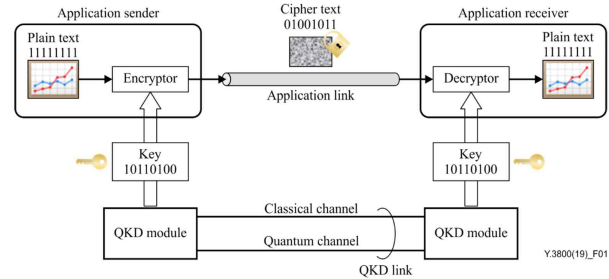 Application sender
Cipher text
01001011
Application receiver
Plain text
11111111
Encryptor
Application link
Decryptor
Plain text
11111111
Key
10110100
Key
10110100
QKD module
Classical channel
Quantum channel
QKD link
QKD module
Y.3800(19)_F01